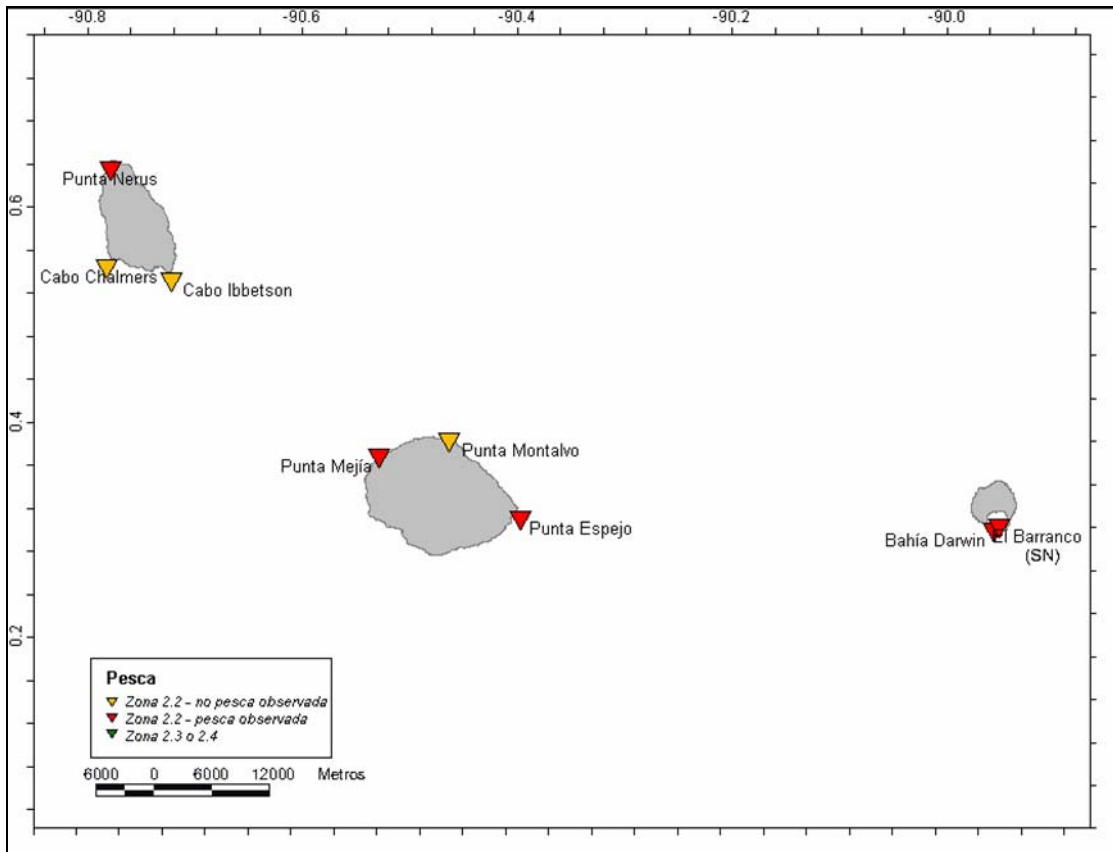 -90.8 -90.6 -90.4 -90.2 -90.0
0.6
Punta Nerus
Cabo Chalmers
Cabo Ibbetson
0.4
Punta Montalvo
Punta Mejía
Punta Espejo
Bahía Darwin
El Barranco
(SN)
0.2
Pesca
Zona 2.2 - no pesca observada
Zona 2.2 - pesca observada
Zona 2.3 o 2.4
6000 0 6000 12000 Metros